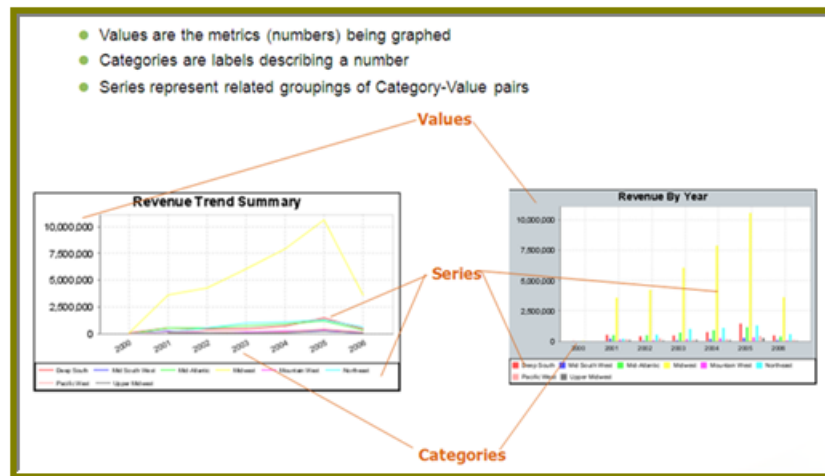 Values are the metrics (numbers) being graphed
Categories are labels describing a number
Series represent related groupings of Category-Value pairs
Values
Revenue Trend Summary
10,000,000
7,500,000
5,000,000
2,500,000
0
2000 2001 2002 2003 2004 2005 2006
Deep South Mid South West Mid-Atlantic Midwest Mountain West Northeast
Pacific West Upper Midwest
Series
Revenue By Year
10,000,000
7,500,000
5,000,000
2,500,000
0
2000 2001 2002 2003 2004 2005 2006
Deep South Mid South West Mid-Atlantic Midwest Mountain West Northeast
Pacific West Upper Midwest
Categories